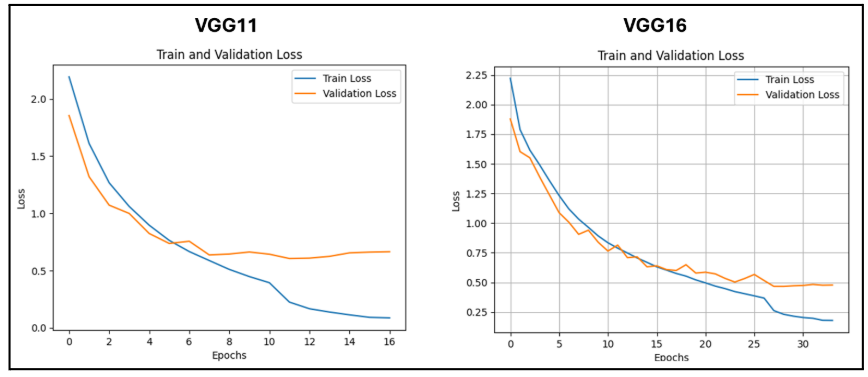 VGG11
Train and Validation Loss
Train Loss
Validation Loss
2.0
1.5
1.0
0.5
0.0
Loss
0 2 4 6 8 10 12 14 16
Epochs
VGG16
Train and Validation Loss
Train Loss
Validation Loss
2.25
2.00
1.75
1.50
1.25
1.00
0.75
0.50
0.25
Loss
0 5 10 15 20 25 30
Epochs